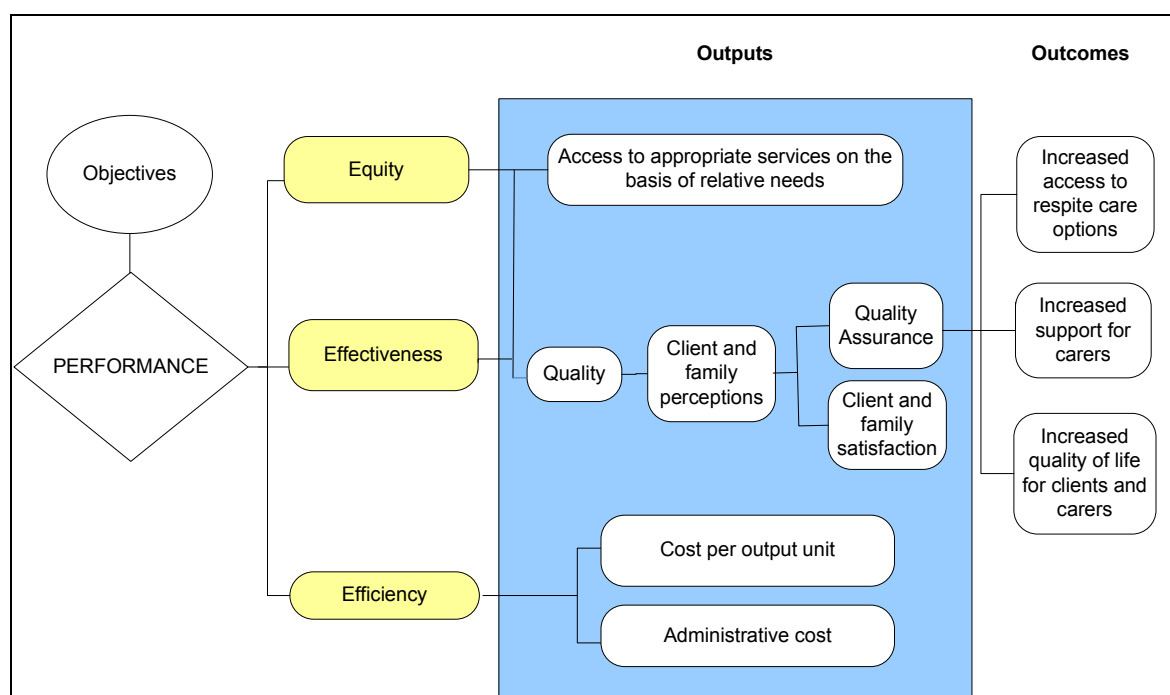 Outputs
Outcomes
Objectives
PERFORMANCE
Equity
Effectiveness
Efficiency
Access to appropriate services on the
basis of relative needs
Quality
Client and
family
perceptions
Quality
Assurance
Client and
family
satisfaction
Cost per output unit
Administrative cost
Increased
access to
respite care
options
Increased
support for
carers
Increased
quality of life
for clients and
carers